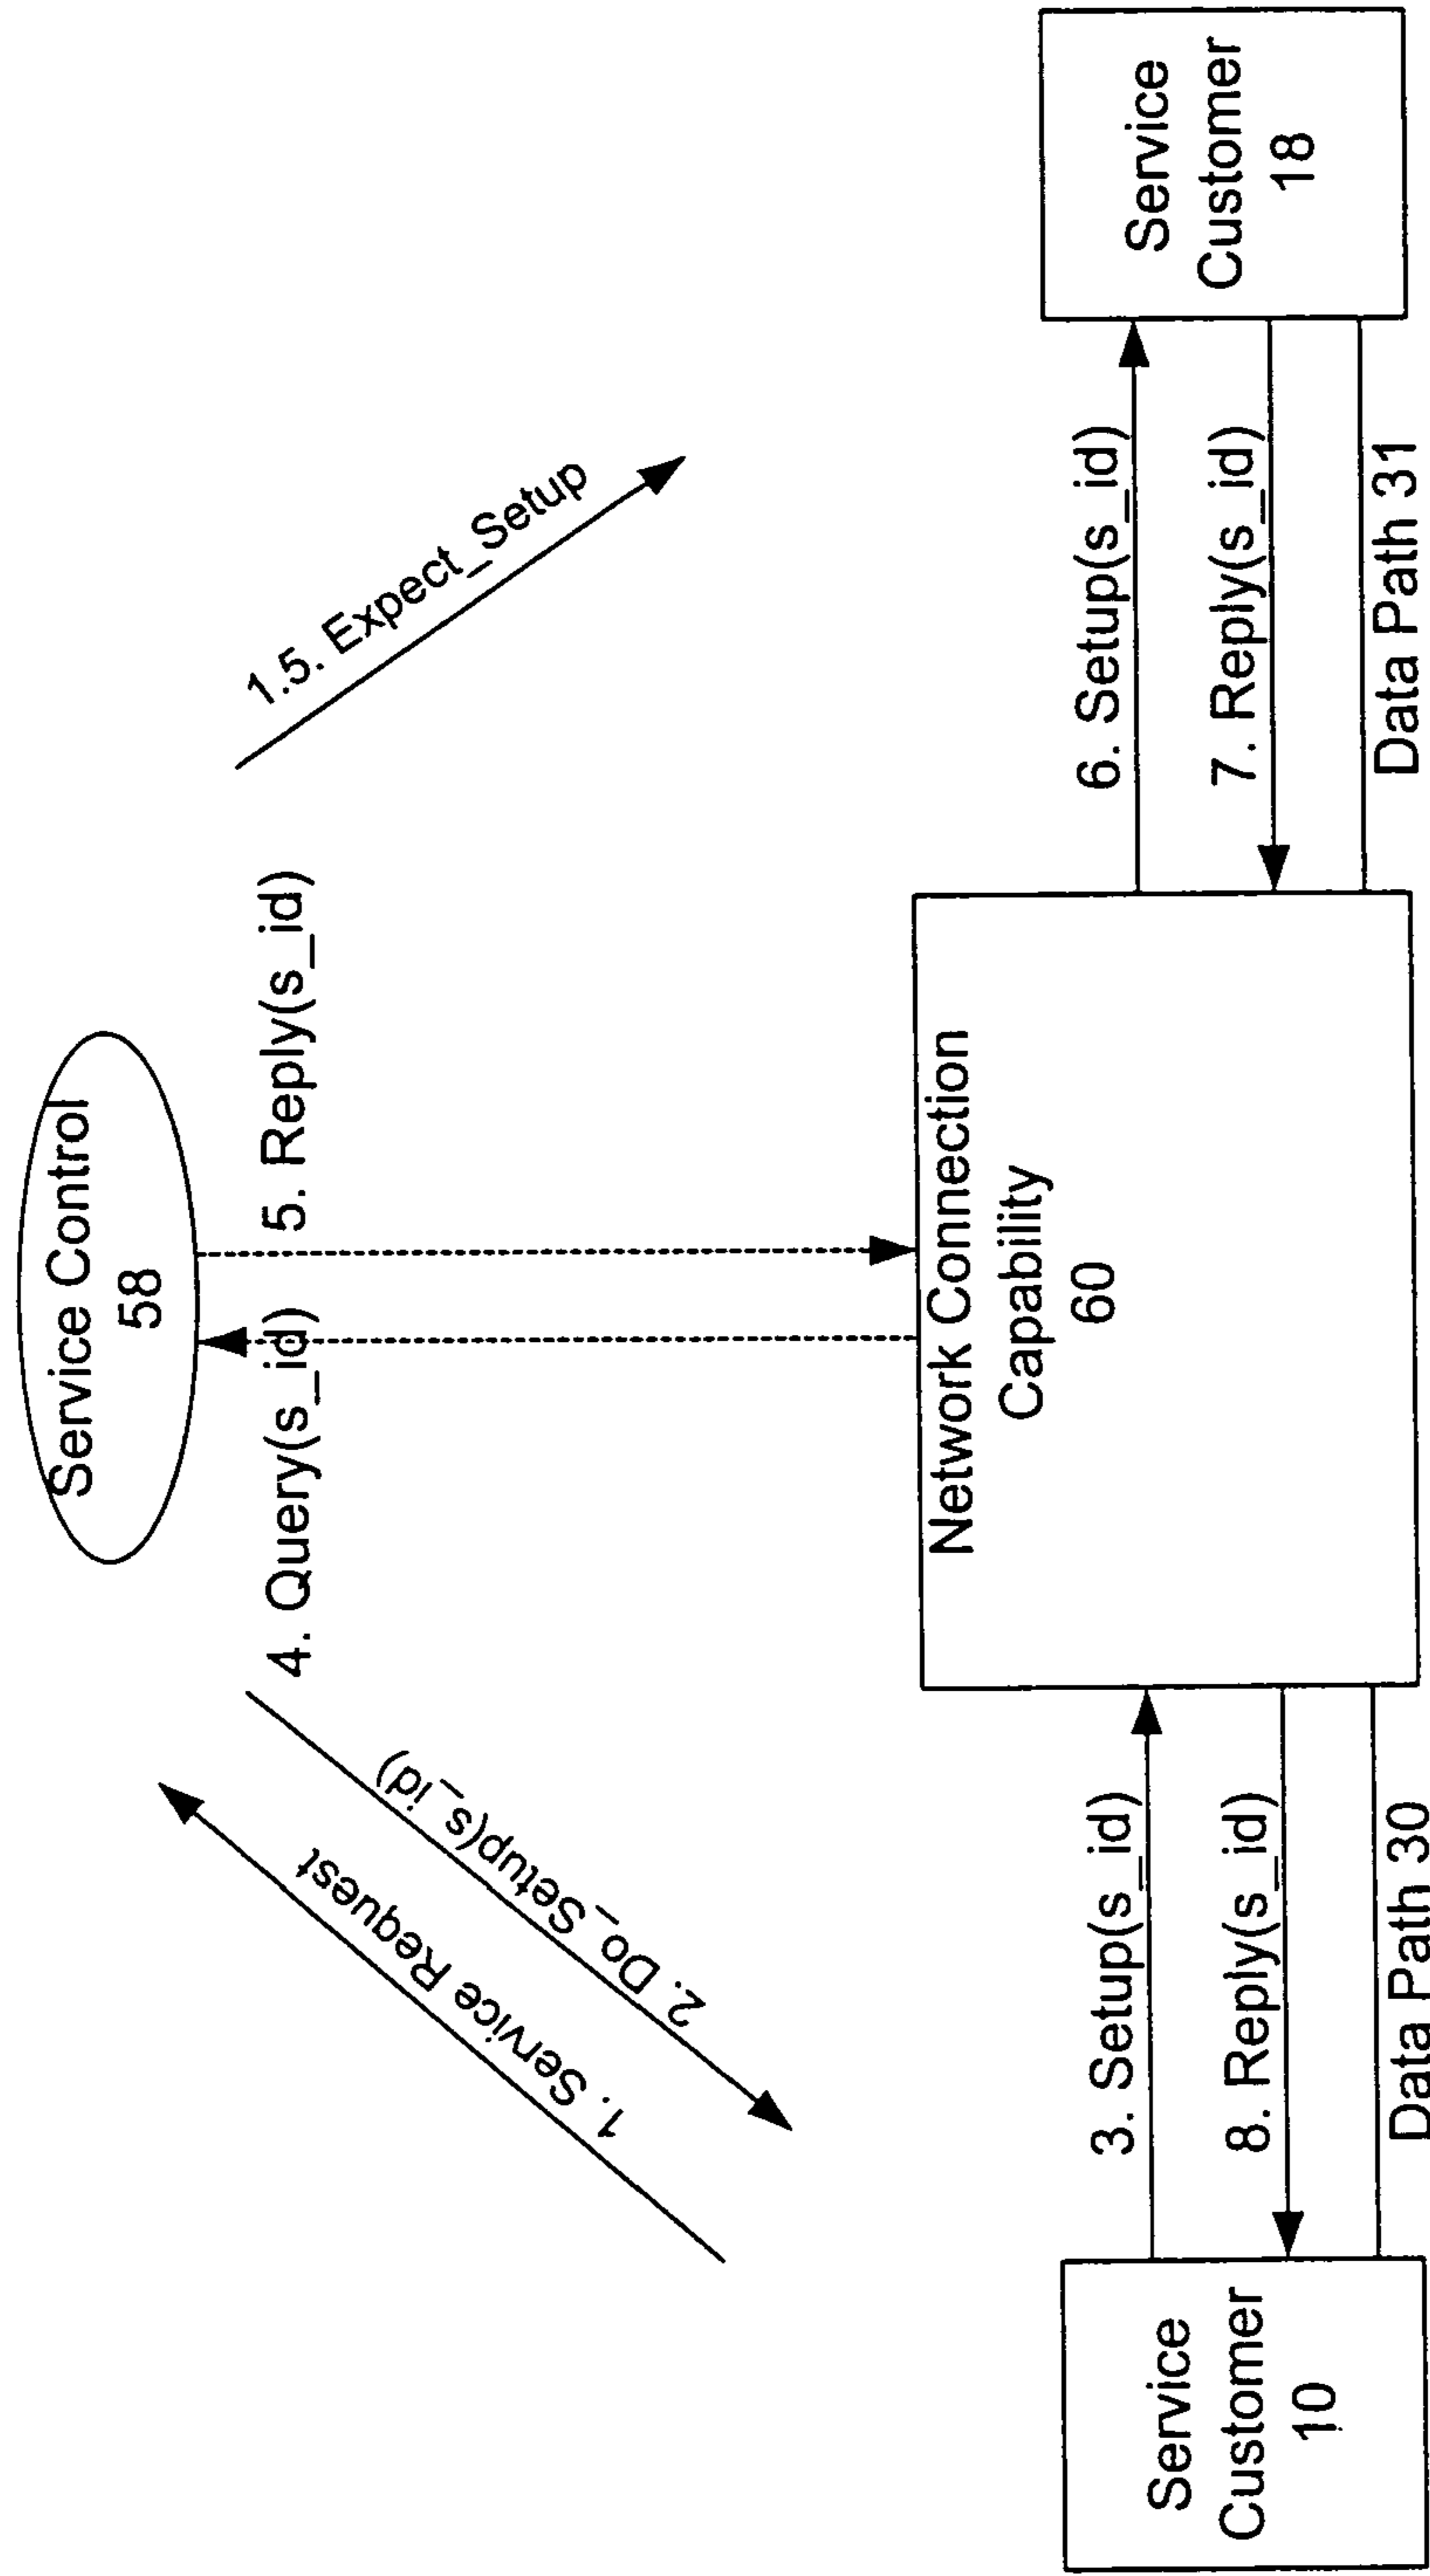 Service Control
58
4. Query(s_id)
5. Reply(s_id)
1. Service Request
2. Do_Setup(s_id)
1.5. Expect_Setup
Network Connection
Capability
60
Service
Customer
10
3. Setup(s_id)
8. Reply(s_id)
Data Path 30
6. Setup(s_id)
7. Reply(s_id)
Data Path 31
Service
Customer
18